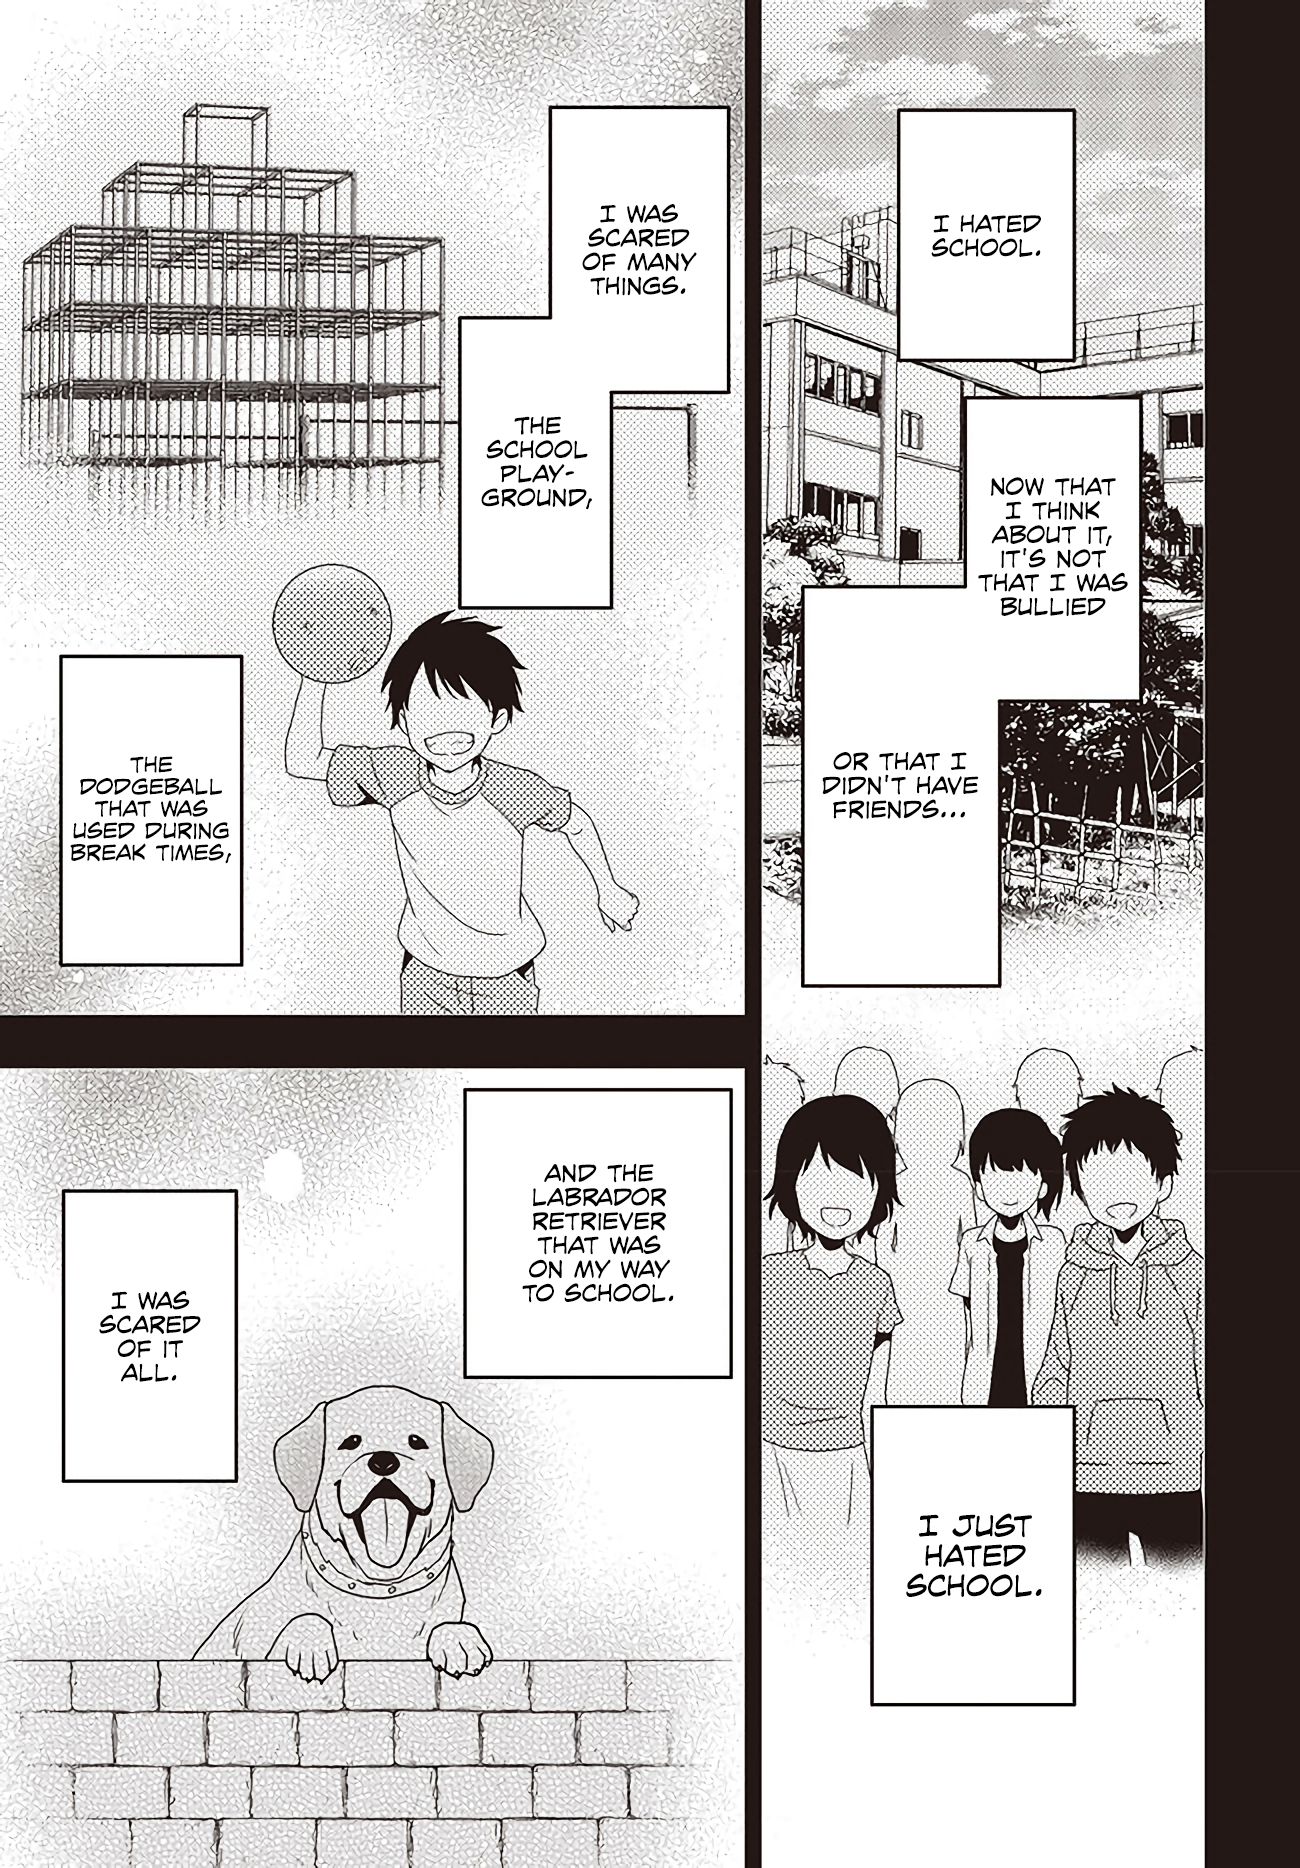 I HATED
SCHOOL.
NOW THAT
I THINK
ABOUT IT,
IT'S NOT
THAT I WAS
BULLIED
OR THAT I
DIDN'T HAVE
FRIENDS...
I JUST
HATED
SCHOOL.
I WAS
SCARED
OF MANY
THINGS.
THE
SCHOOL
PLAY-
GROUND,
THE
DODGEBALL
THAT WAS
USED DURING
BREAK TIMES,
AND THE
LABRADOR
RETRIEVER
THAT WAS
ON MY WAY
TO SCHOOL.
I WAS
SCARED
OF IT
ALL.